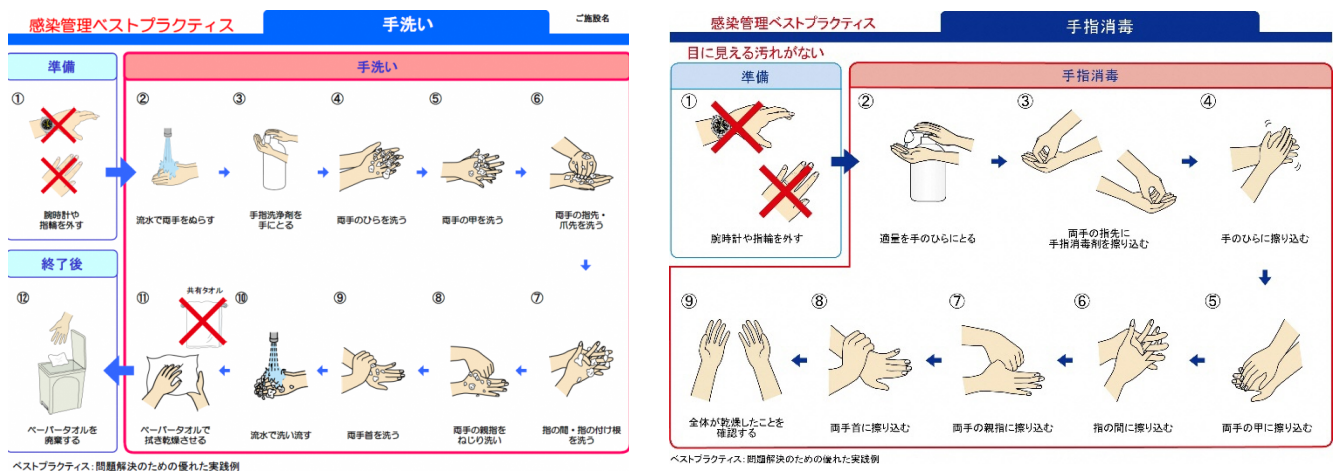 感染管理ベストプラクティス
手洗い
ご施設名
準備
手洗い
①
腕時計や
指輪を外す
②
流水で両手をぬらす
③
手指洗浄剤を
手にとる
④
両手のひらを洗う
⑤
両手の甲を洗う
⑥
両手の指先・
爪先を洗う
⑦
指の間・指の付け根
を洗う
⑧
両手の親指を
ねじり洗い
⑨
両手首を洗う
⑩
流水で洗い流す
⑪
共有タオル
ペーパータオルで
拭き乾燥させる
終了後
⑫
ペーパータオルを
廃棄する
ベストプラクティス：問題解決のための優れた実践例
感染管理ベストプラクティス
手指消毒
目に見える汚れがない
準備
手指消毒
①
腕時計や指輪を外す
②
適量を手のひらにとる
③
両手の指先に
手指消毒剤を擦り込む
④
手のひらに擦り込む
⑤
両手の甲に擦り込む
⑥
指の間に擦り込む
⑦
両手の親指に擦り込む
⑧
両手首に擦り込む
⑨
全体が乾燥したことを
確認する
ベストプラクティス：問題解決のための優れた実践例